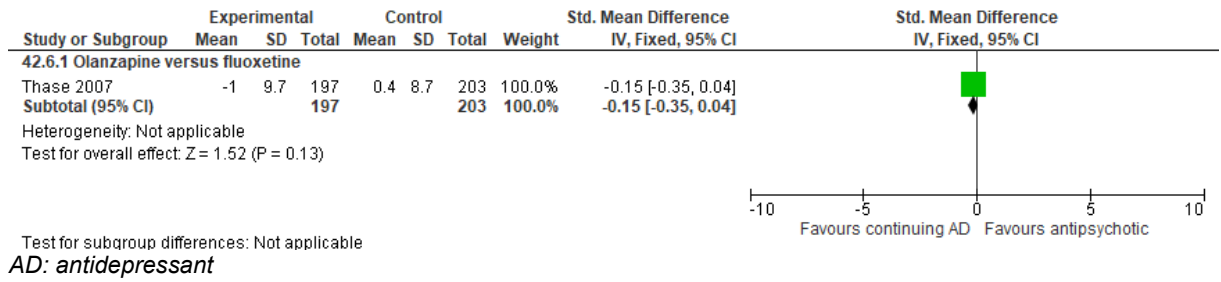 Experimental Control Std. Mean Difference Std. Mean Difference
Study or Subgroup Mean SD Total Mean SD Total Weight IV, Fixed, 95% CI IV, Fixed, 95% CI
42.6.1 Olanzapine versus fluoxetine
Thase 2007 -1 9.7 197 0.4 8.7 203 100.0% -0.15 [-0.35, 0.04]
Subtotal (95% CI) 197 203 100.0% -0.15 [-0.35, 0.04]
Heterogeneity: Not applicable
Test for overall effect: Z = 1.52 (P = 0.13)
-10 -5 0 5 10
Favours continuing AD Favours antipsychotic
Test for subgroup differences: Not applicable
AD: antidepressant